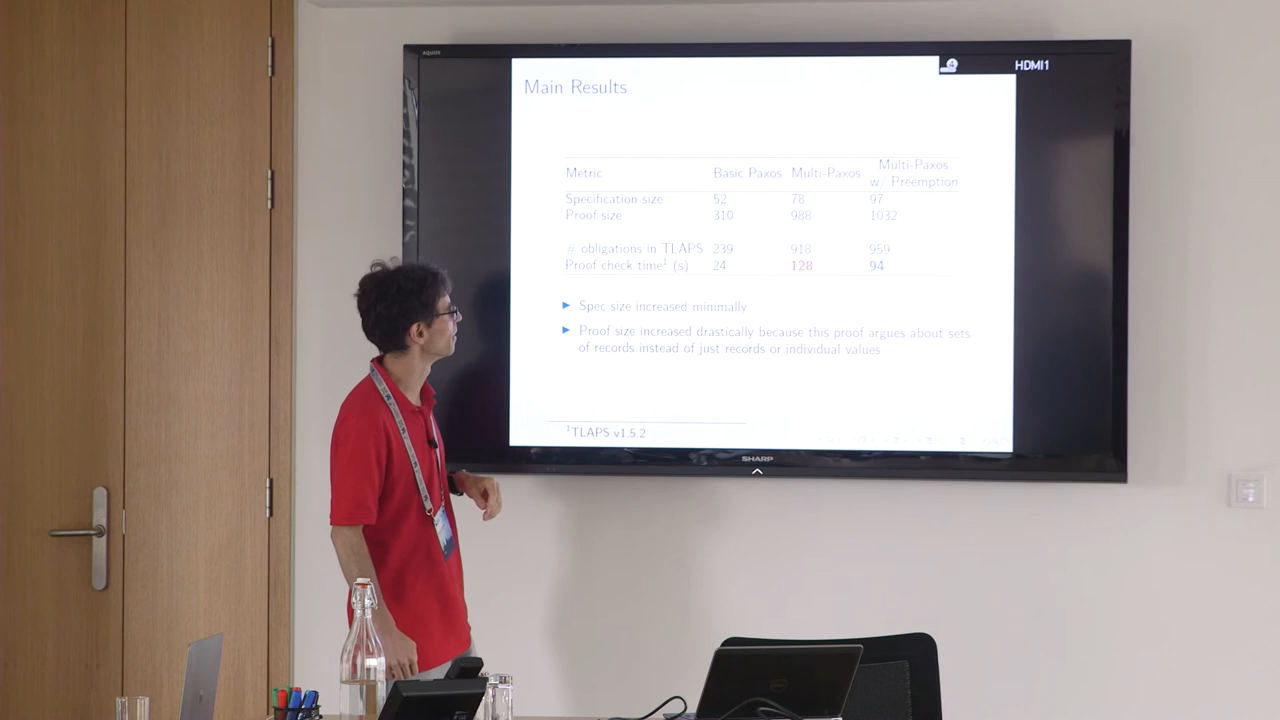 AQUOS
HDMI1
Main Results
Metric Basic Paxos Multi-Paxos Multi-Paxos w/ Preemption
Specification size 52 78 97
Proof size 310 988 1032
# obligations in TLAPS 239 918 959
Proof check time¹ (s) 24 128 94
Spec size increased minimally
Proof size increased drastically because this proof argues about sets
of records instead of just records or individual values
¹TLAPS v1.5.2
SHARP
DELL